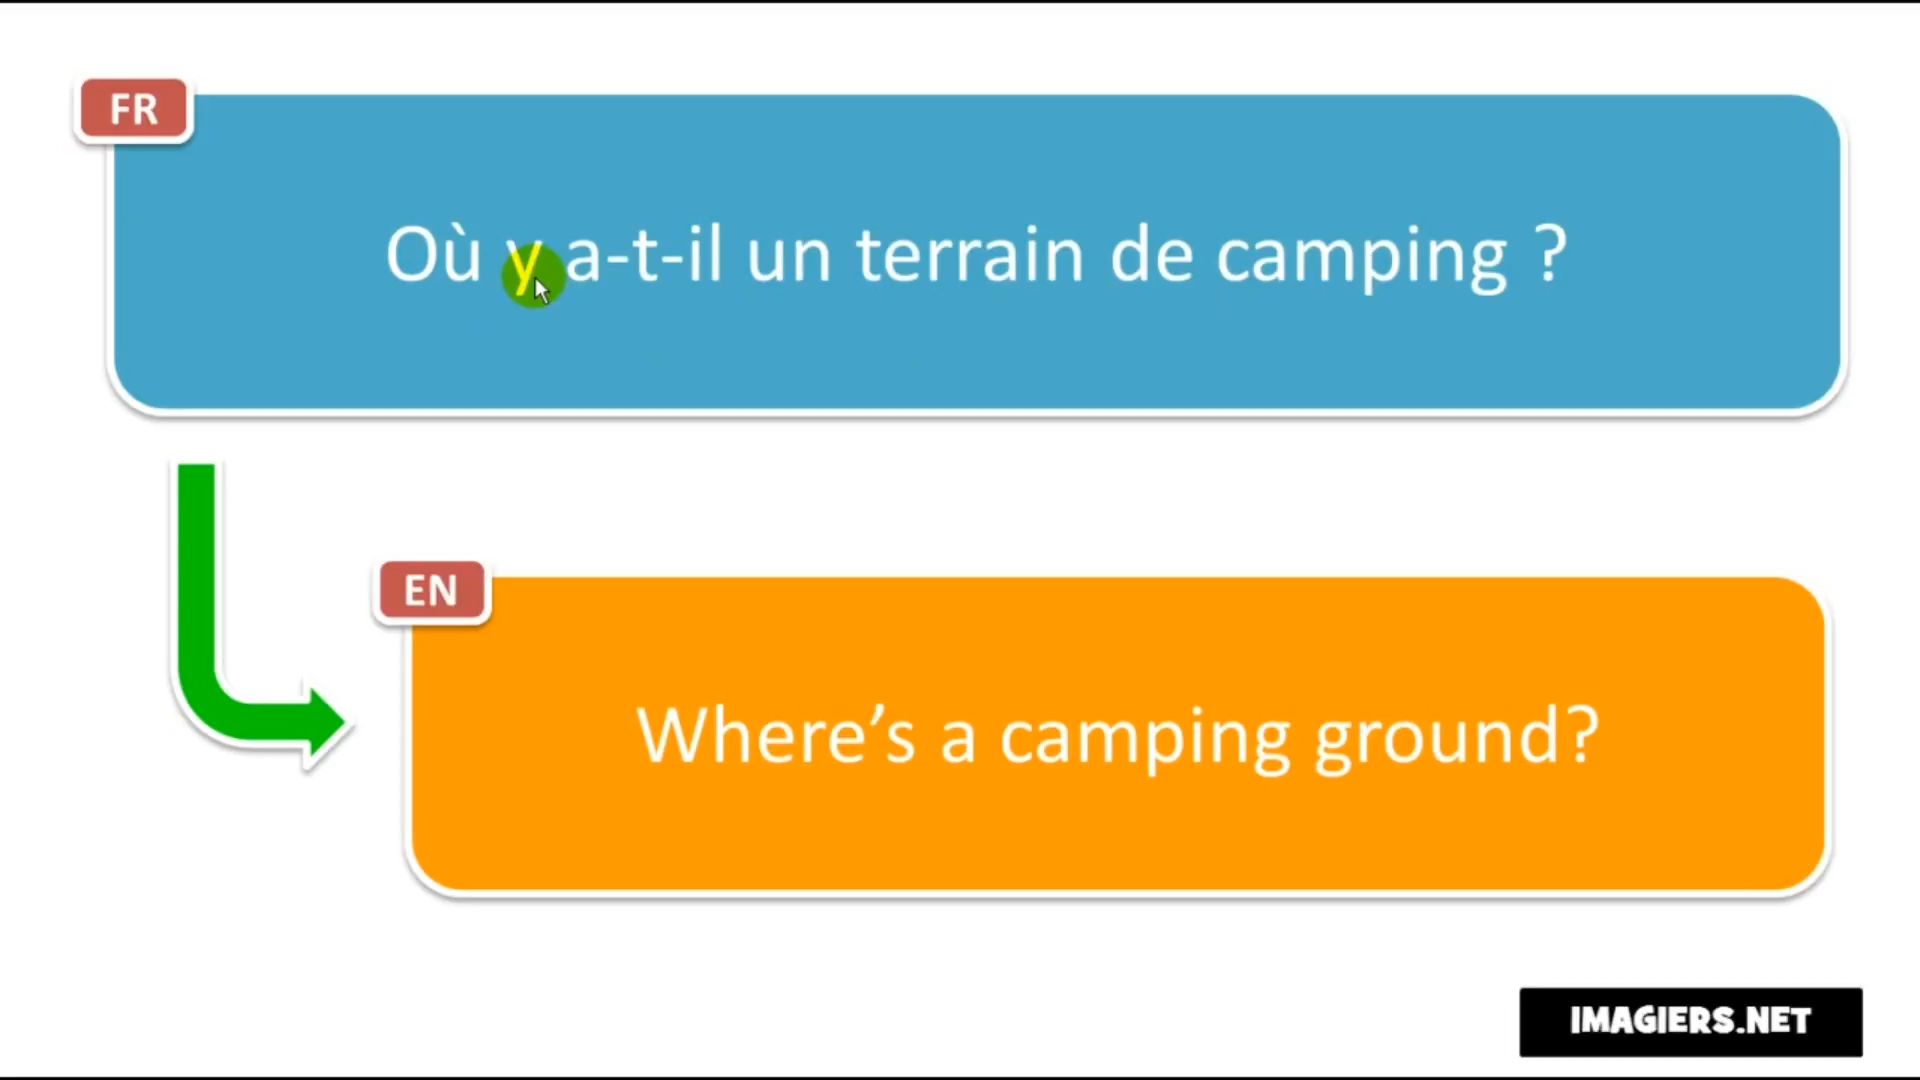 FR
Où y a-t-il un terrain de camping ?
EN
Where’s a camping ground?
IMAGIERS.NET